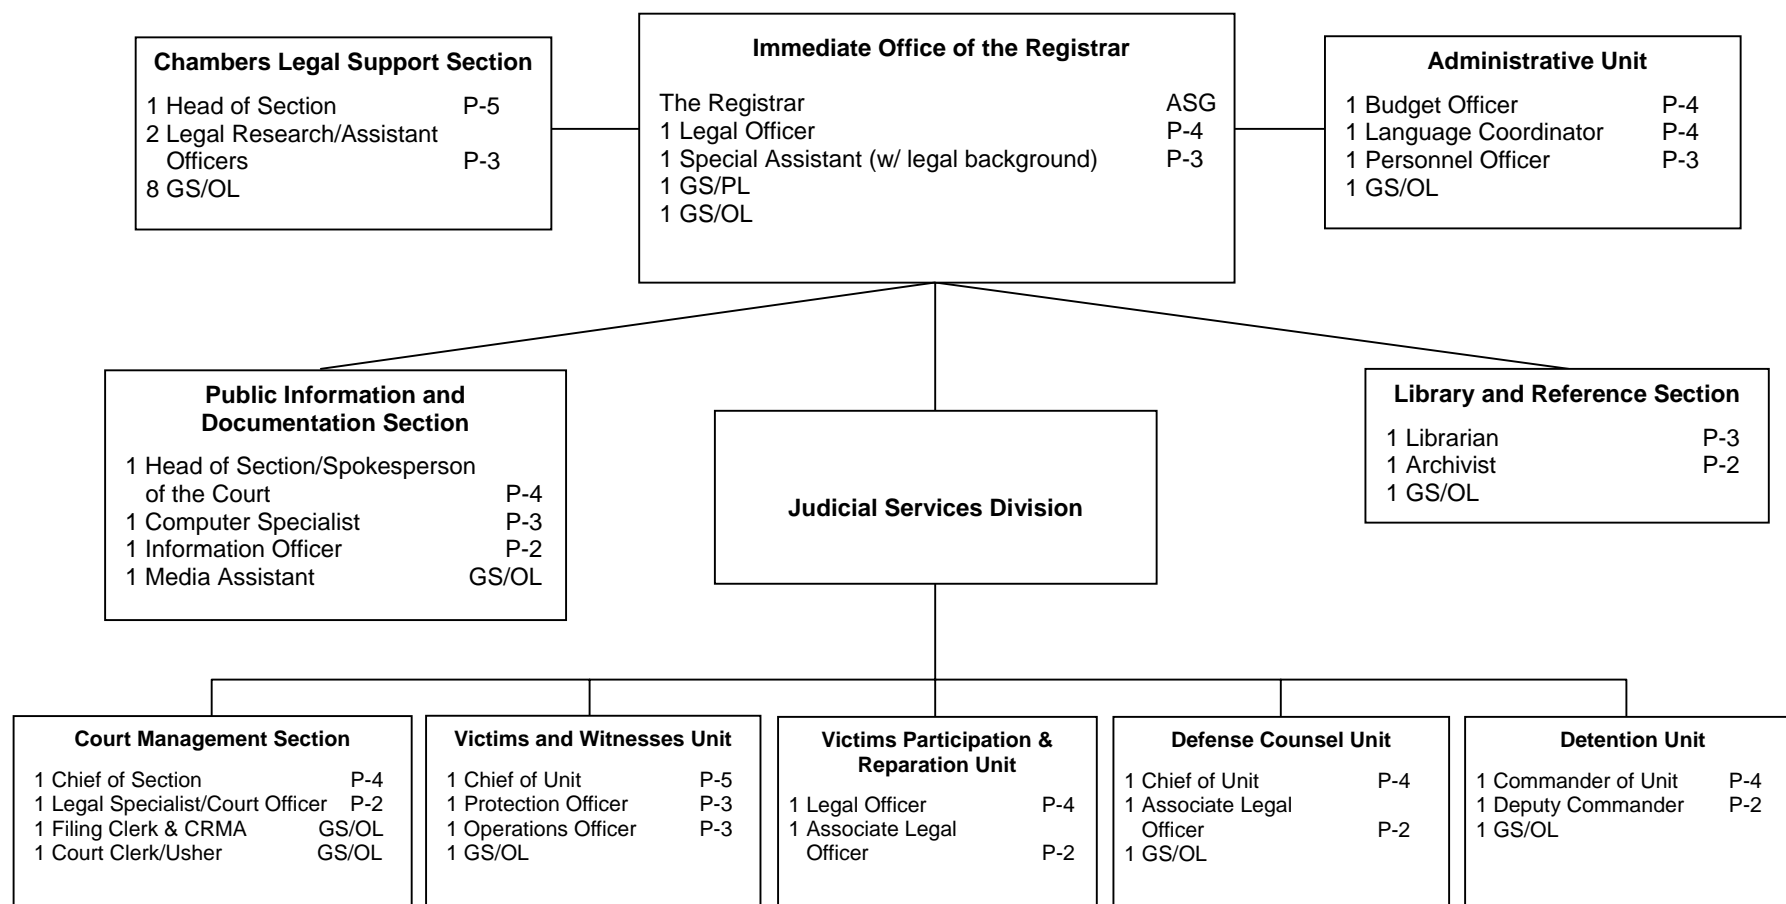 Chambers Legal Support Section
1 Head of Section P-5
2 Legal Research/Assistant
Officers P-3
8 GS/OL
Immediate Office of the Registrar
The Registrar ASG
1 Legal Officer P-4
1 Special Assistant (w/ legal background) P-3
1 GS/PL
1 GS/OL
Administrative Unit
1 Budget Officer P-4
1 Language Coordinator P-4
1 Personnel Officer P-3
1 GS/OL
Public Information and
Documentation Section
1 Head of Section/Spokesperson
of the Court P-4
1 Computer Specialist P-3
1 Information Officer P-2
1 Media Assistant GS/OL
Judicial Services Division
Library and Reference Section
1 Librarian P-3
1 Archivist P-2
1 GS/OL
Court Management Section
1 Chief of Section P-4
1 Legal Specialist/Court Officer P-2
1 Filing Clerk & CRMA GS/OL
1 Court Clerk/Usher GS/OL
Victims and Witnesses Unit
1 Chief of Unit P-5
1 Protection Officer P-3
1 Operations Officer P-3
1 GS/OL
Victims Participation &
Reparation Unit
1 Legal Officer P-4
1 Associate Legal
Officer P-2
Defense Counsel Unit
1 Chief of Unit P-4
1 Associate Legal
Officer P-2
1 GS/OL
Detention Unit
1 Commander of Unit P-4
1 Deputy Commander P-2
1 GS/OL